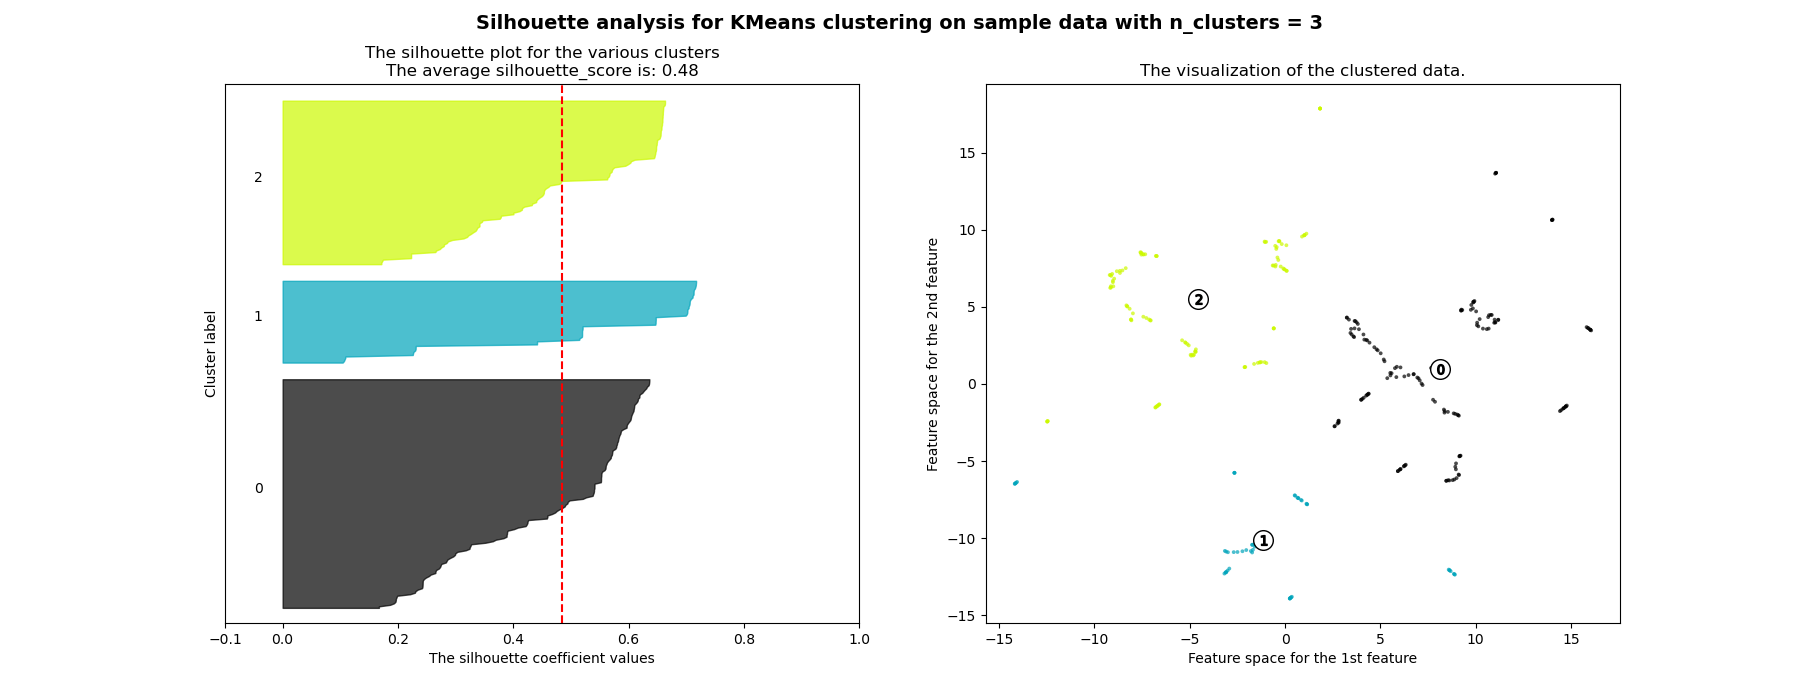 Silhouette analysis for KMeans clustering on sample data with n_clusters = 3
The silhouette plot for the various clusters
The average silhouette_score is: 0.48
2
1
0
Cluster label
−0.1 0.0 0.2 0.4 0.6 0.8 1.0
The silhouette coefficient values
The visualization of the clustered data.
15
10
5
0
−5
−10
−15
Feature space for the 2nd feature
2
0
1
−15 −10 −5 0 5 10 15
Feature space for the 1st feature